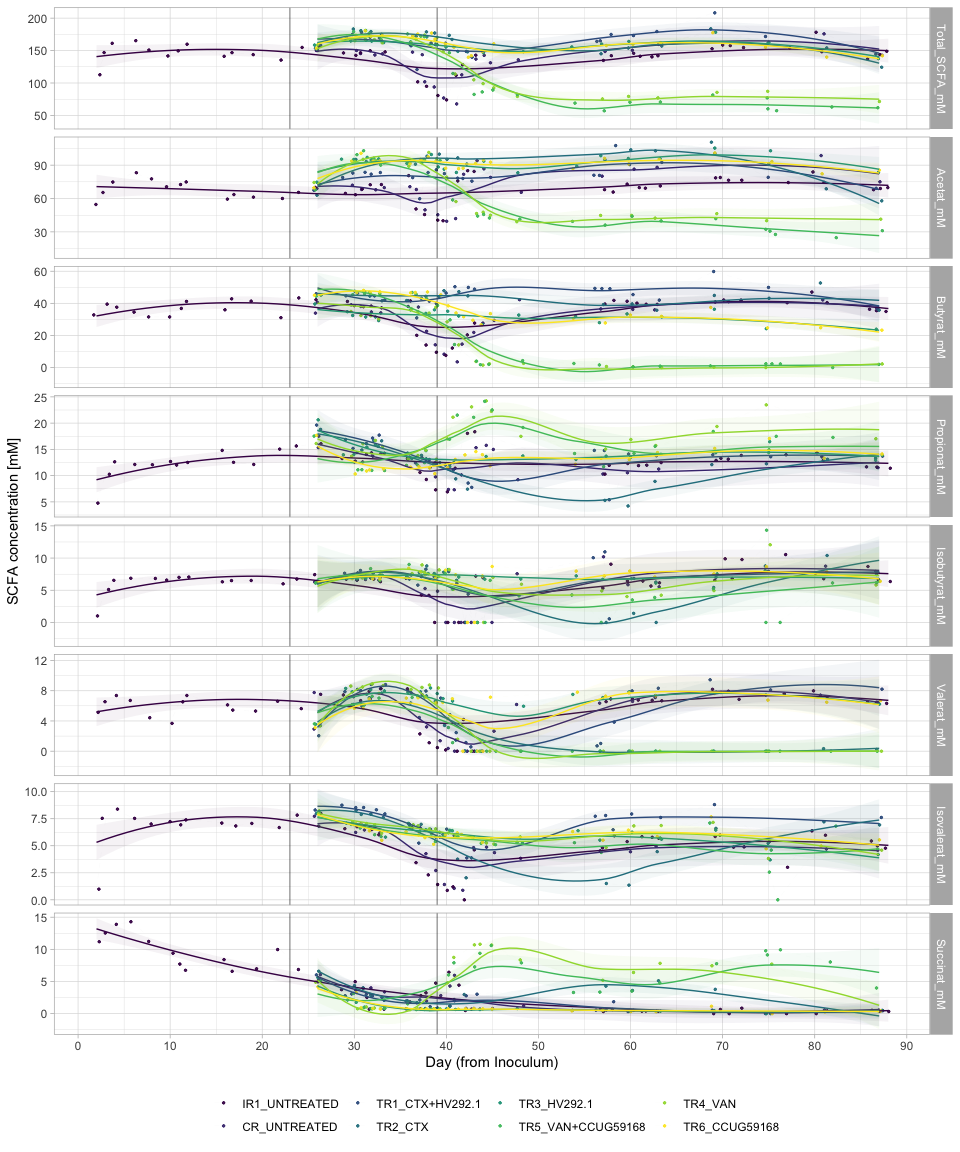 200
150
100
50
Total_SCFA_mM
90
60
30
Acetat_mM
60
40
20
0
Butyrat_mM
25
20
15
10
5
Propionat_mM
15
10
5
0
Isobutyrat_mM
12
8
4
0
Valerat_mM
10.0
7.5
5.0
2.5
0.0
Isovalerat_mM
15
10
5
0
Succinat_mM
SCFA concentration [mM]
0 10 20 30 40 50 60 70 80 90
Day (from Inoculum)
IR1_UNTREATED TR1_CTX+HV292.1 TR3_HV292.1 TR4_VAN
CR_UNTREATED TR2_CTX TR5_VAN+CCUG59168 TR6_CCUG59168